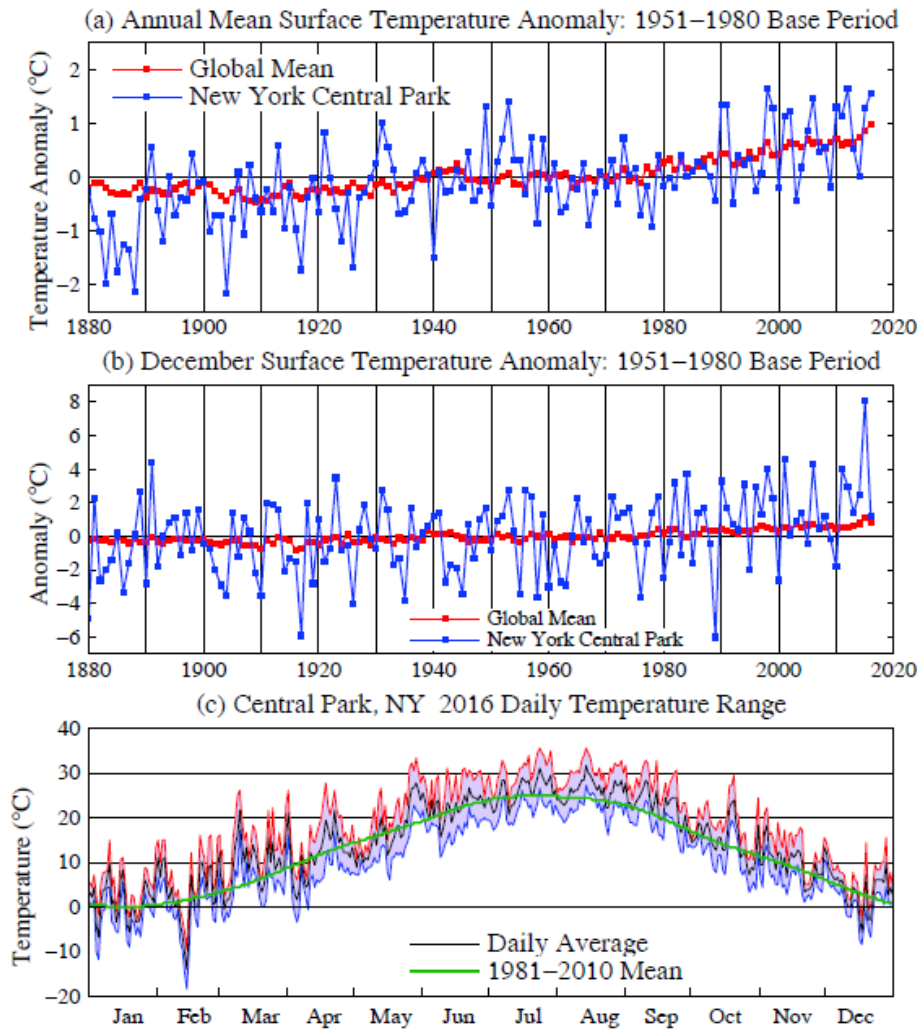 (a) Annual Mean Surface Temperature Anomaly: 1951−1980 Base Period
Temperature Anomaly (°C)
2
1
0
−1
−2
Global Mean
New York Central Park
1880 1900 1920 1940 1960 1980 2000 2020
(b) December Surface Temperature Anomaly: 1951−1980 Base Period
Anomaly (°C)
8
6
4
2
0
−2
−4
−6
Global Mean
New York Central Park
1880 1900 1920 1940 1960 1980 2000 2020
(c) Central Park, NY 2016 Daily Temperature Range
Temperature (°C)
40
30
20
10
0
−10
−20
Daily Average
1981−2010 Mean
Jan Feb Mar Apr May Jun Jul Aug Sep Oct Nov Dec